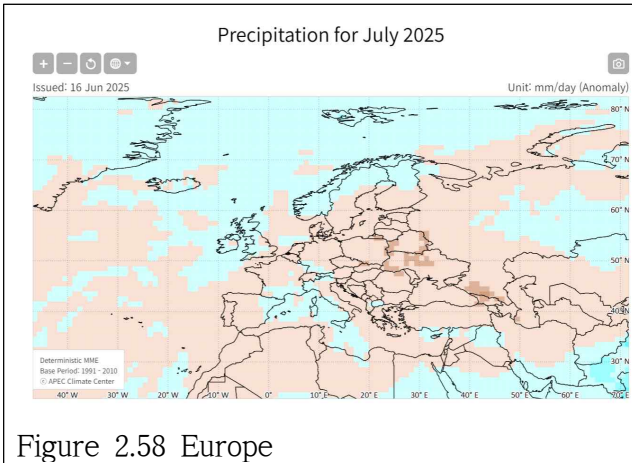 Precipitation for July 2025
Issued: 16 Jun 2025
Unit: mm/day (Anomaly)
80° N
70° N
60° N
50° N
40° N
30° N
Deterministic MME
Base Period: 1991 - 2010
© APEC Climate Center
40° W
30° W
20° W
10° W
0°
10° E
20° E
30° E
40° E
50° E
60° E
70° E
Figure 2.58 Europe